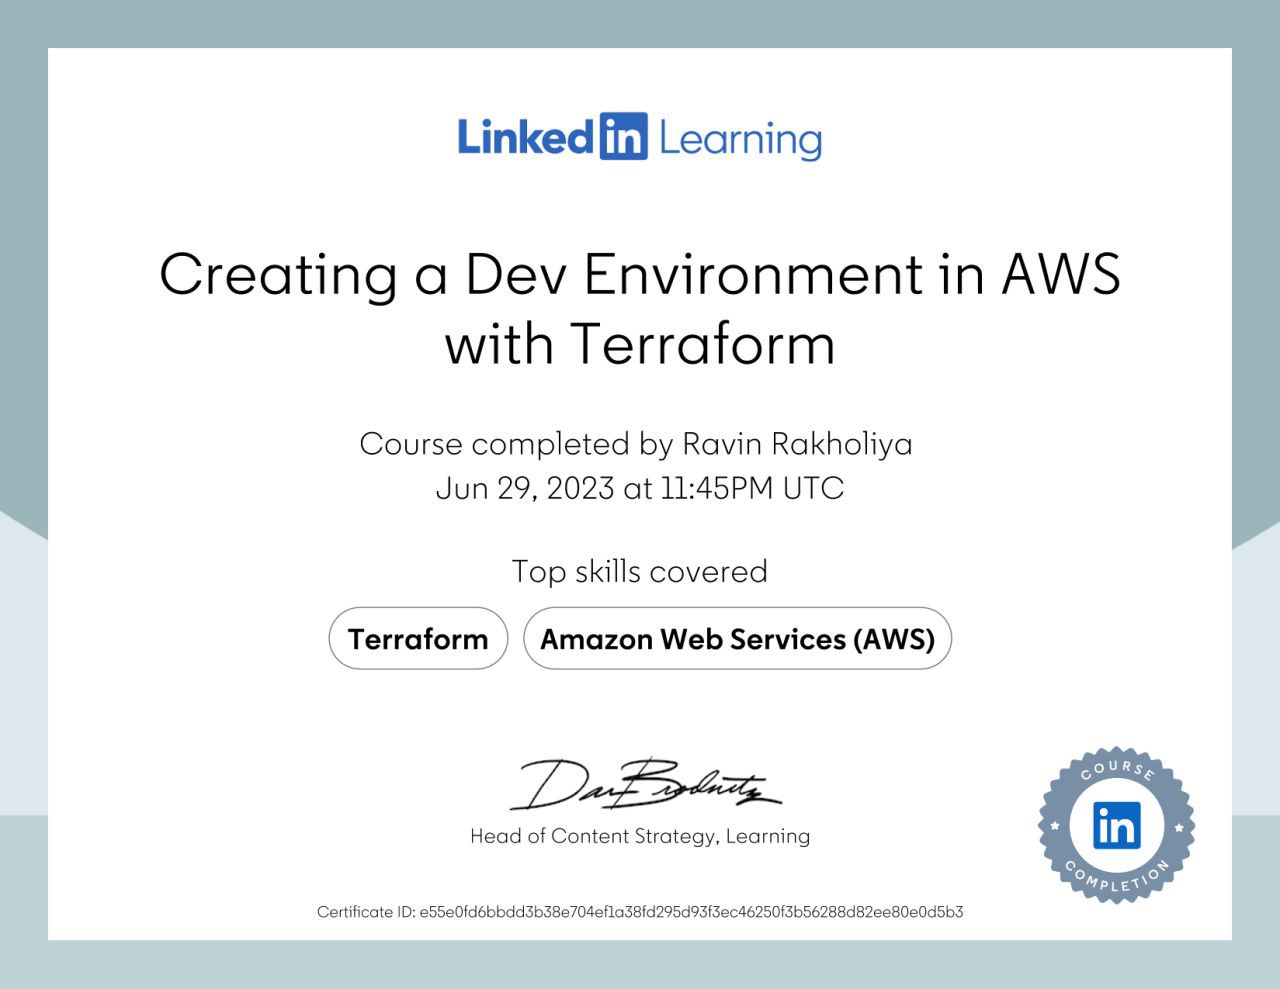 Linkedin Learning
Creating a Dev Environment in AWS
with Terraform
Course completed by Ravin Rakholiya
Jun 29, 2023 at 11:45PM UTC
Top skills covered
Terraform Amazon Web Services (AWS)
Dan Brodnitz
Head of Content Strategy, Learning
COURSE
in
COMPLETION
Certificate ID: e55e0fd6bbdd3b38e704ef1a38fd295d93f3ec46250f3b56288d82ee80e0d5b3